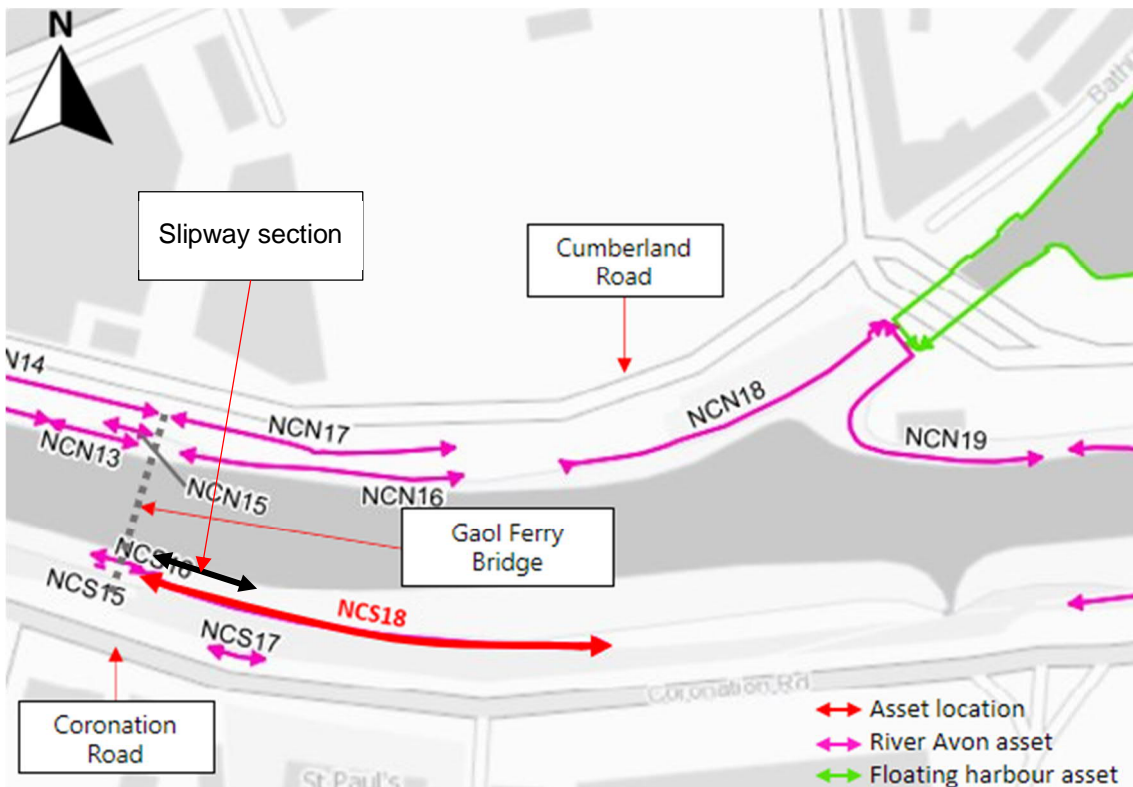 N
Bath
Slipway section
Cumberland
Road
N14
NCN17
NCN18
NCN13
NCN19
NCN15
NCN16
Gaol Ferry
Bridge
NCS16
NCS15
NCS18
NCS17
Coronation Rd
Coronation
Road
Asset location
River Avon asset
St Paul's
Floating harbour asset